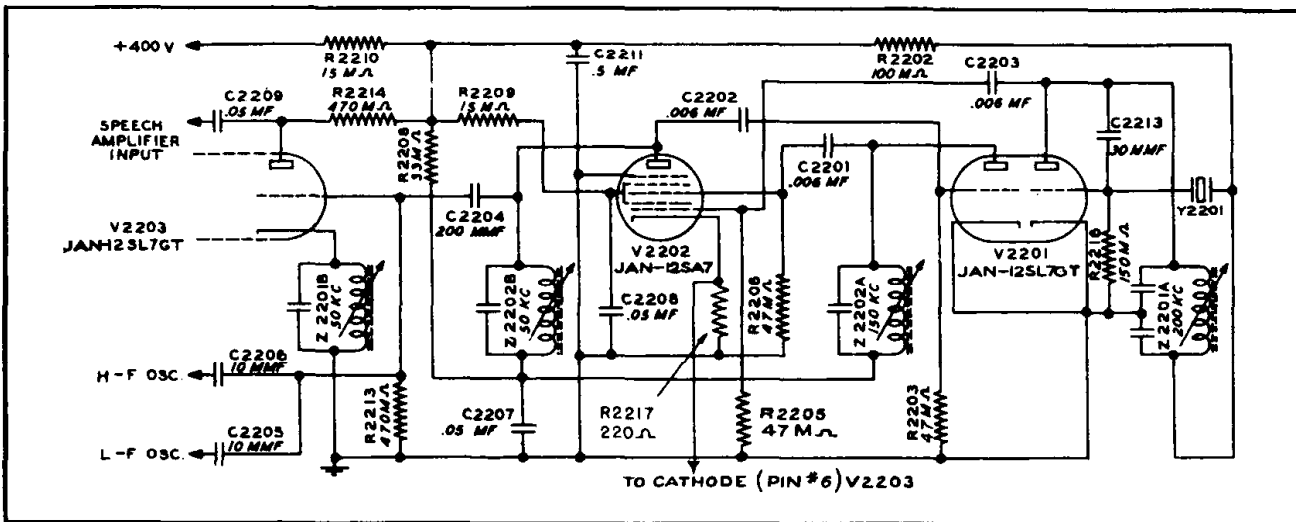 +400 V
R2210
15 MΩ
C2211
.5 MF
R2202
100 MΩ
C2203
.006 MF
C2209
.05 MF
R2214
470 MΩ
R2209
15 MΩ
C2202
.006 MF
C2213
30 MMF
SPEECH
AMPLIFIER
INPUT
R2208
33 MΩ
C2201
.006 MF
Y2201
C2204
200 MMF
V2203
JAN-12SL7GT
V2202
JAN-12SA7
V2201
JAN-12SL7GT
R2216
150 MΩ
Z 2201B
50 KC
Z 2202B
50 KC
C2208
.05 MF
R2206
47 MΩ
Z 2202A
150 KC
Z 2201A
200 KC
C2206
10 MMF
H-F OSC.
R2213
470 MΩ
C2207
.05 MF
R2217
220 Ω
R2205
47 MΩ
R2203
47 MΩ
C2205
10 MMF
L-F OSC.
TO CATHODE (PIN #6) V2203